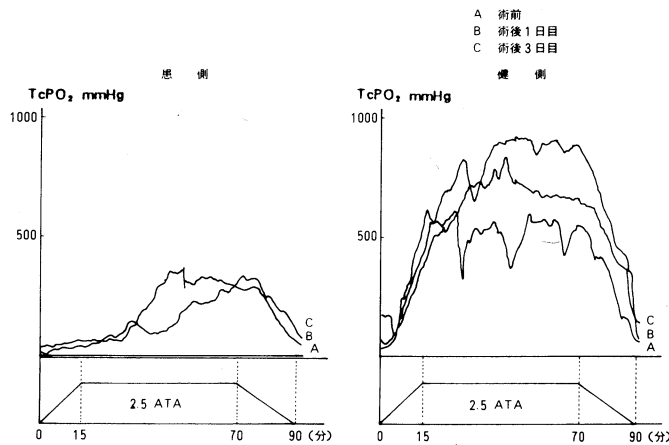 A 術前
B 術後1日目
C 術後3日目
患側
健側
TcPO₂ mmHg
1000
500
C
B
A
2.5 ATA
0 15 70 90 (分)
TcPO₂ mmHg
1000
500
C
B
A
2.5 ATA
0 15 70 90 (分)